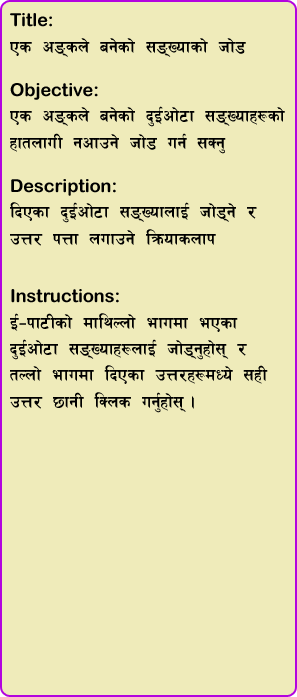 Title:
एक अङ्कले बनेको सङ्ख्याको जोड
Objective:
एक अङ्कले बनेको दुईओटा सङ्ख्याहरूको
हातलागी नआउने जोड गर्न सक्नु
Description:
दिएका दुईओटा सङ्ख्यालाई जोड्ने र
उत्तर पत्ता लगाउने क्रियाकलाप
Instructions:
ई-पाटीको माथिल्लो भागमा भएका
दुईओटा सङ्ख्याहरूलाई जोड्नुहोस् र
तल्लो भागमा दिएका उत्तरहरूमध्ये सही
उत्तर छानी क्लिक गर्नुहोस् ।